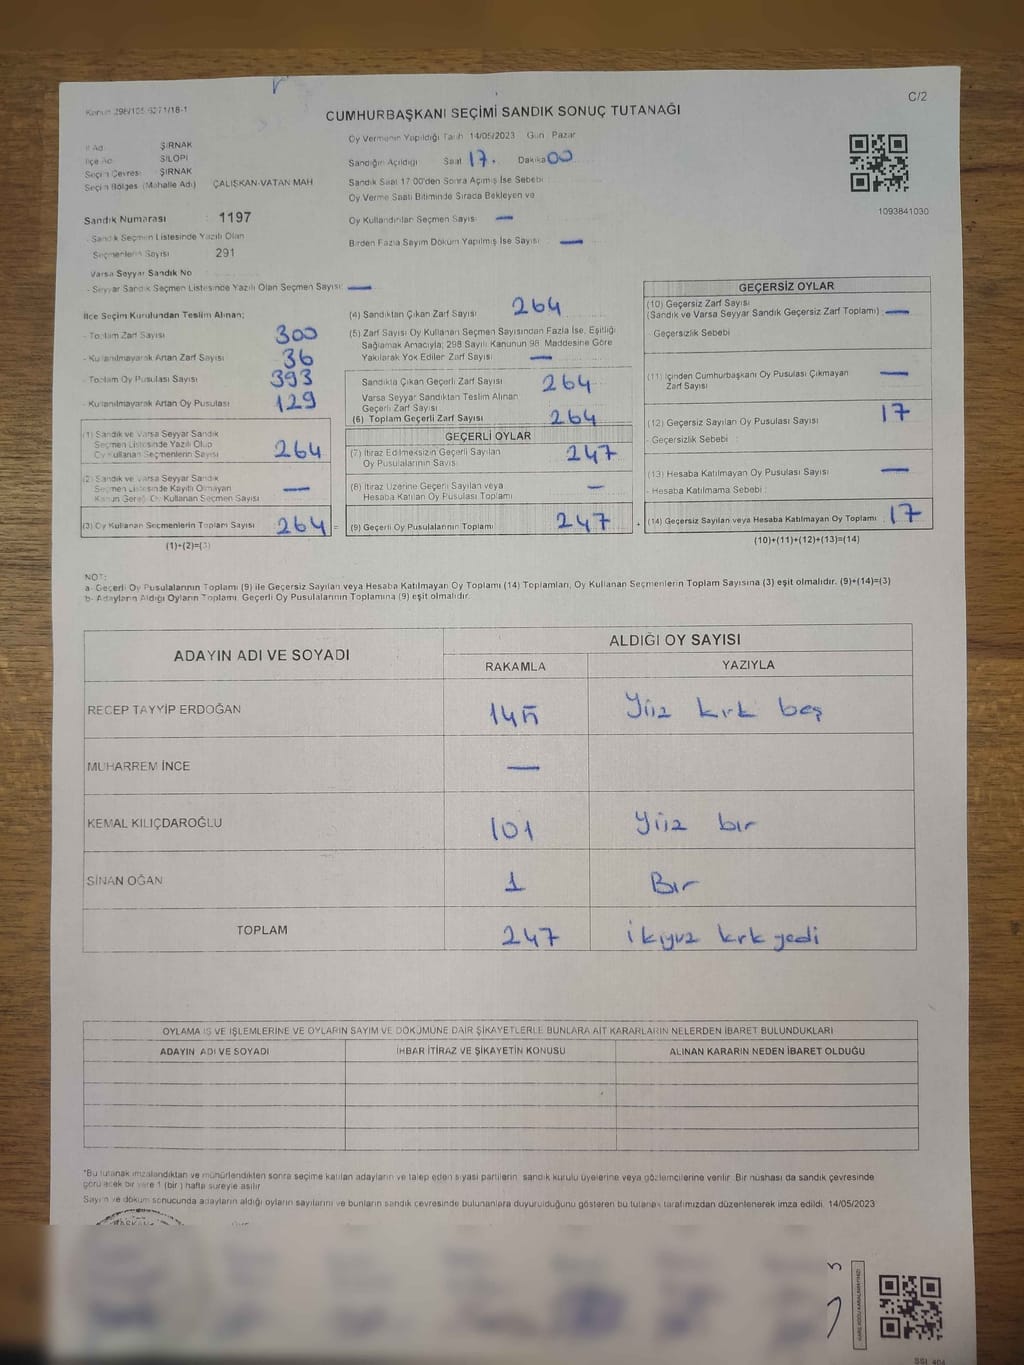 Kanun 298/105 6271/18-1
C/2
CUMHURBAŞKANI SEÇİMİ SANDIK SONUÇ TUTANAĞI
1093841030
İl Adı ŞIRNAK
İlçe Adı SİLOPİ
Seçim Çevresi ŞIRNAK
Seçim Bölgesi (Mahalle Adı) ÇALIŞKAN-VATAN MAH
Sandık Numarası : 1197
- Sandık Seçmen Listesinde Yazılı Olan
Seçmenlerin Sayısı 291
Varsa Seyyar Sandık No
- Seyyar Sandık Seçmen Listesinde Yazılı Olan Seçmen Sayısı: —
Oy Vermenin Yapıldığı Tarih 14/05/2023 Gün Pazar
Sandığın Açıldığı Saat 17. Dakika 00
Sandık Saat 17 00'den Sonra Açılmış İse Sebebi :
Oy Verme Saati Bitiminde Sırada Bekleyen ve
Oy Kullandırılan Seçmen Sayısı —
Birden Fazla Sayım Döküm Yapılmış İse Sayısı —
İlçe Seçim Kurulundan Teslim Alınan;
- Toplam Zarf Sayısı 300
- Kullanılmayarak Artan Zarf Sayısı 36
- Toplam Oy Pusulası Sayısı 393
- Kullanılmayarak Artan Oy Pusulası 129
(1) Sandık ve Varsa Seyyar Sandık
Seçmen Listesinde Yazılı Olup
Oy Kullanan Seçmenlerin Sayısı 264
(2) Sandık ve Varsa Seyyar Sandık
Seçmen Listesinde Kayıtlı Olmayan
Kanun Gereği Oy Kullanan Seçmen Sayısı —
(3) Oy Kullanan Seçmenlerin Toplam Sayısı 264 =
(1)+(2)=(3)
(4) Sandıktan Çıkan Zarf Sayısı 264
(5) Zarf Sayısı Oy Kullanan Seçmen Sayısından Fazla İse, Eşitliği
Sağlamak Amacıyla; 298 Sayılı Kanunun 98. Maddesine Göre
Yakılarak Yok Edilen Zarf Sayısı —
Sandıkta Çıkan Geçerli Zarf Sayısı 264
Varsa Seyyar Sandıktan Teslim Alınan
Geçerli Zarf Sayısı
(6) Toplam Geçerli Zarf Sayısı 264
GEÇERLİ OYLAR
(7) İtiraz Edilmeksizin Geçerli Sayılan
Oy Pusulalarının Sayısı 247
(8) İtiraz Üzerine Geçerli Sayılan veya
Hesaba Katılan Oy Pusulası Toplamı —
(9) Geçerli Oy Pusulalarının Toplamı 247 +
GEÇERSİZ OYLAR
(10) Geçersiz Zarf Sayısı
(Sandık ve Varsa Seyyar Sandık Geçersiz Zarf Toplamı) —
Geçersizlik Sebebi
(11) İçinden Cumhurbaşkanı Oy Pusulası Çıkmayan
Zarf Sayısı —
(12) Geçersiz Sayılan Oy Pusulası Sayısı 17
- Geçersizlik Sebebi :
(13) Hesaba Katılmayan Oy Pusulası Sayısı —
- Hesaba Katılmama Sebebi :
(14) Geçersiz Sayılan veya Hesaba Katılmayan Oy Toplamı 17
(10)+(11)+(12)+(13)=(14)
NOT:
a- Geçerli Oy Pusulalarının Toplamı (9) ile Geçersiz Sayılan veya Hesaba Katılmayan Oy Toplamı (14) Toplamları, Oy Kullanan Seçmenlerin Toplam Sayısına (3) eşit olmalıdır. (9)+(14)=(3)
b- Adayların Aldığı Oyların Toplamı, Geçerli Oy Pusulalarının Toplamına (9) eşit olmalıdır.
ADAYIN ADI VE SOYADI ALDIĞI OY SAYISI
RAKAMLA YAZIYLA
RECEP TAYYİP ERDOĞAN 145 Yüz kırk beş
MUHARREM İNCE —
KEMAL KILIÇDAROĞLU 101 Yüz bir
SİNAN OĞAN 1 Bir
TOPLAM 247 ikiyuz kırk yedi
OYLAMA İŞ VE İŞLEMLERİNE VE OYLARIN SAYIM VE DÖKÜMÜNE DAİR ŞİKAYETLERLE BUNLARA AİT KARARLARIN NELERDEN İBARET BULUNDUKLARI
ADAYIN ADI VE SOYADI İHBAR İTİRAZ VE ŞİKAYETİN KONUSU ALINAN KARARIN NEDEN İBARET OLDUĞU
*Bu tutanak imzalandıktan ve mühürlendikten sonra seçime katılan adayların ve talep eden siyasi partilerin sandık kurulu üyelerine veya gözlemcilerine verilir. Bir nüshası da sandık çevresinde
görülecek bir yere 1 (bir) hafta süreyle asılır.
Sayım ve döküm sonucunda adayların aldığı oyların sayılarını ve bunların sandık çevresinde bulunanlara duyurulduğunu gösteren bu tutanak tarafımızdan düzenlenerek imza edildi. 14/05/2023